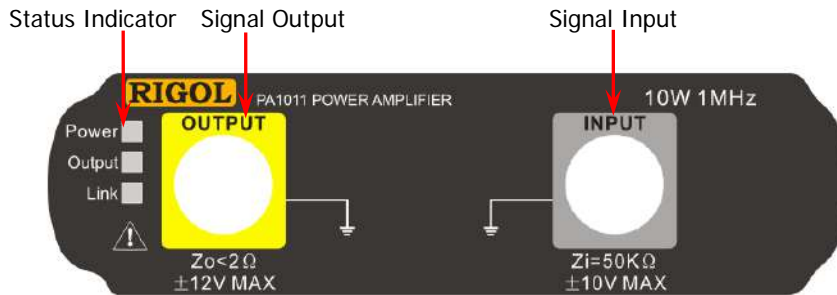 Status Indicator Signal Output Signal Input
RIGOL PA1011 POWER AMPLIFIER 10W 1MHz
Power
Output
Link
OUTPUT
Zo<2Ω
±12V MAX
INPUT
Zi=50KΩ
±10V MAX